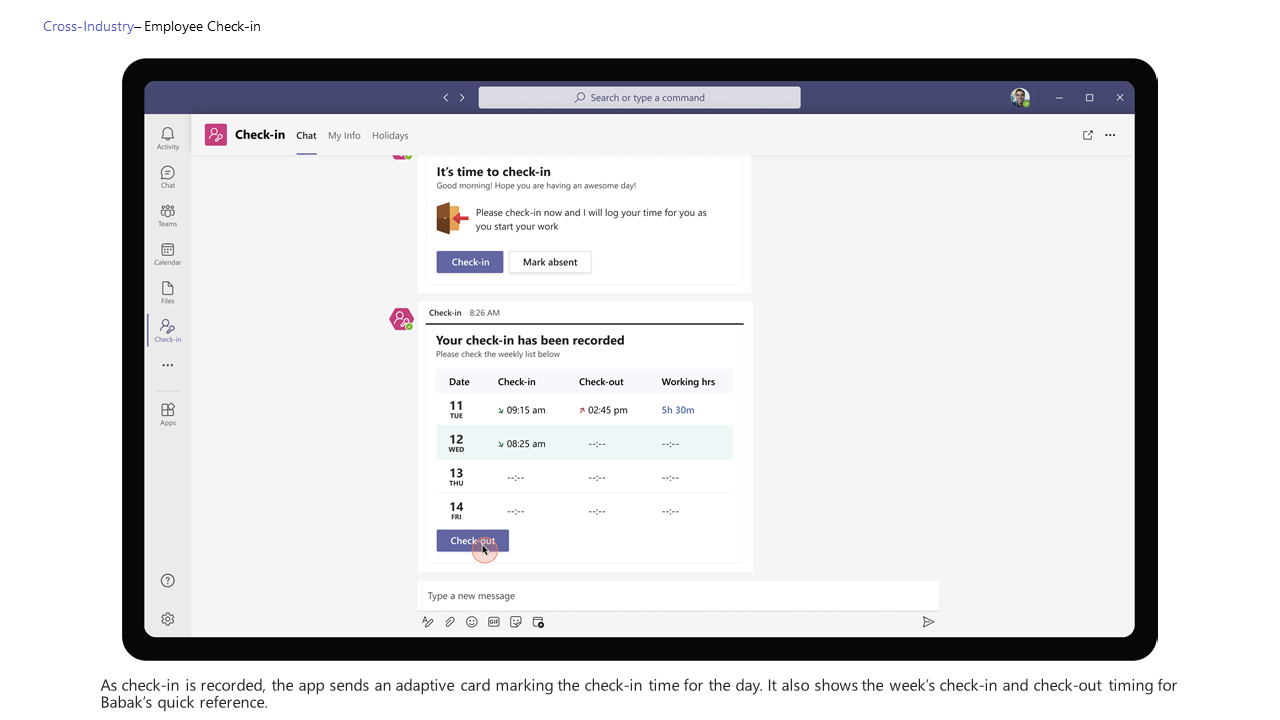 Cross-Industry– Employee Check-in
Search or type a command
Check-in Chat My Info Holidays
Activity
Chat
Teams
Calendar
Files
Check-in
Apps
It's time to check-in
Good morning! Hope you are having an awesome day!
Please check-in now and I will log your time for you as
you start your work
Check-in Mark absent
Check-in 8:26 AM
Your check-in has been recorded
Please check the weekly list below
Date Check-in Check-out Working hrs
11 TUE 09:15 am 02:45 pm 5h 30m
12 WED 08:25 am --:-- --:--
13 THU --:-- --:-- --:--
14 FRI --:-- --:-- --:--
Check-out
Type a new message
GIF
As check-in is recorded, the app sends an adaptive card marking the check-in time for the day. It also shows the week's check-in and check-out timing for
Babak's quick reference.